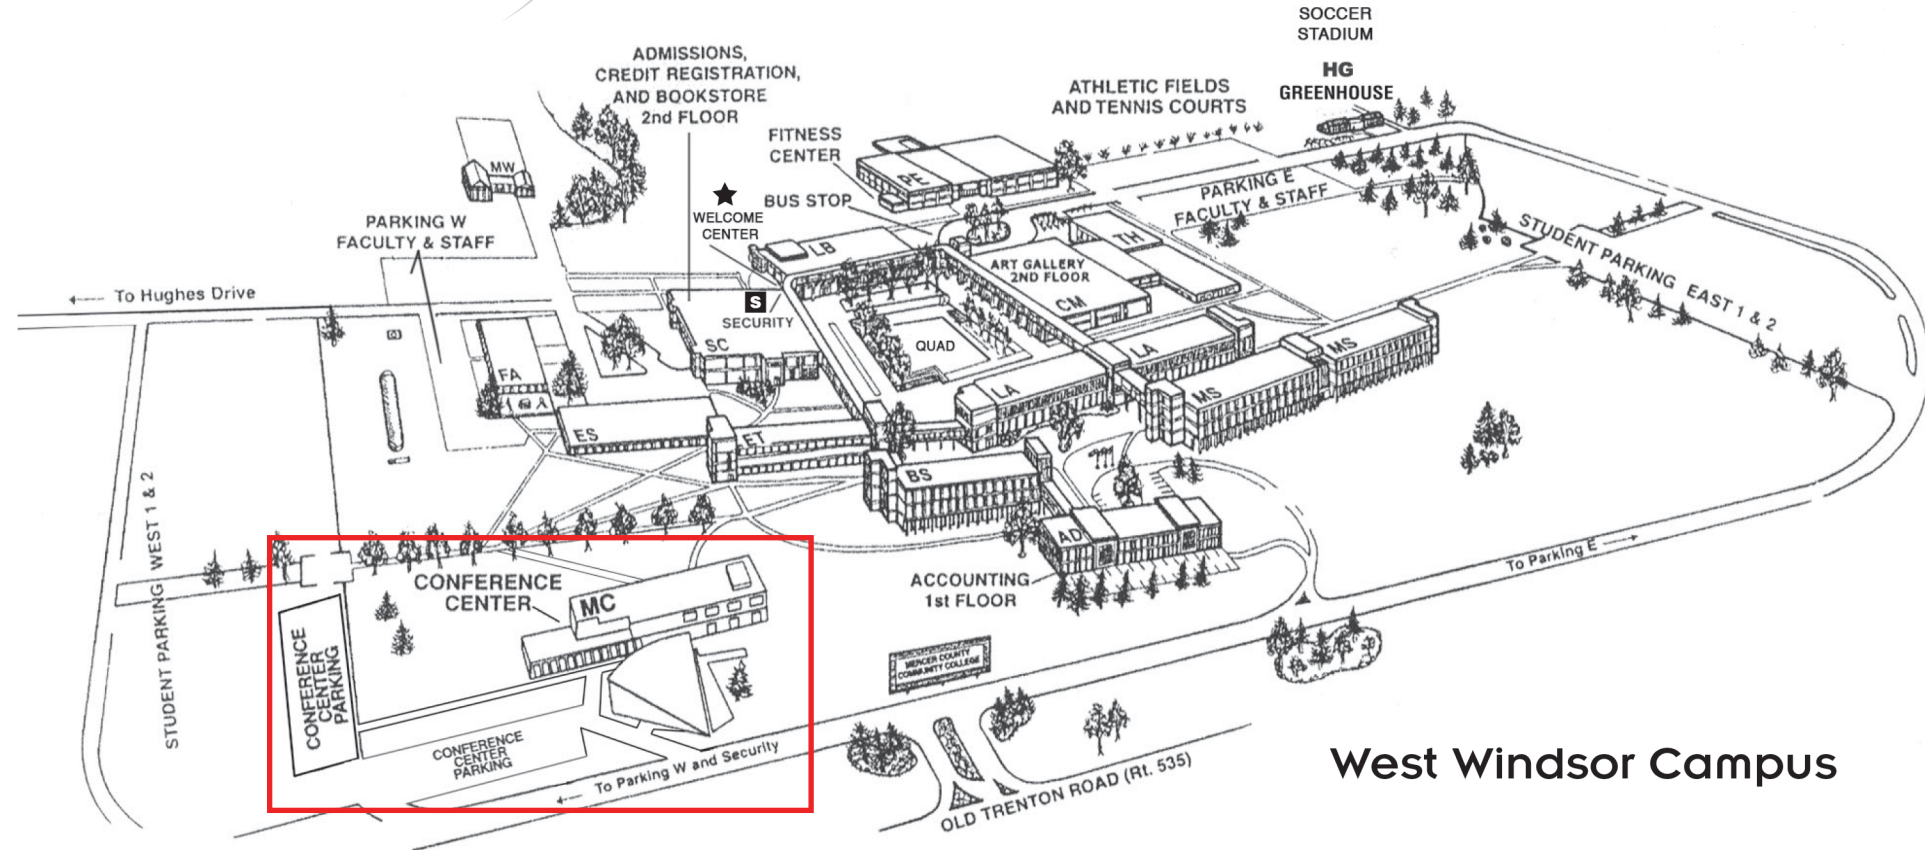 SOCCER
STADIUM
HG
GREENHOUSE
ADMISSIONS,
CREDIT REGISTRATION,
AND BOOKSTORE
2nd FLOOR
ATHLETIC FIELDS
AND TENNIS COURTS
FITNESS
CENTER
BUS STOP
MW
PE
PARKING E
FACULTY & STAFF
WELCOME
CENTER
PARKING W
FACULTY & STAFF
LB
TH
STUDENT PARKING EAST 1 & 2
ART GALLERY
2ND FLOOR
CM
To Hughes Drive
S
SECURITY
SC
QUAD
LA
MS
FA
LA
MS
ES
ET
BS
AD
STUDENT PARKING WEST 1 & 2
To Parking E
ACCOUNTING
1st FLOOR
CONFERENCE
CENTER
MC
CONFERENCE
CENTER
PARKING
MERCER COUNTY
COMMUNITY COLLEGE
CONFERENCE
CENTER
PARKING
To Parking W and Security
OLD TRENTON ROAD (Rt. 535)
West Windsor Campus